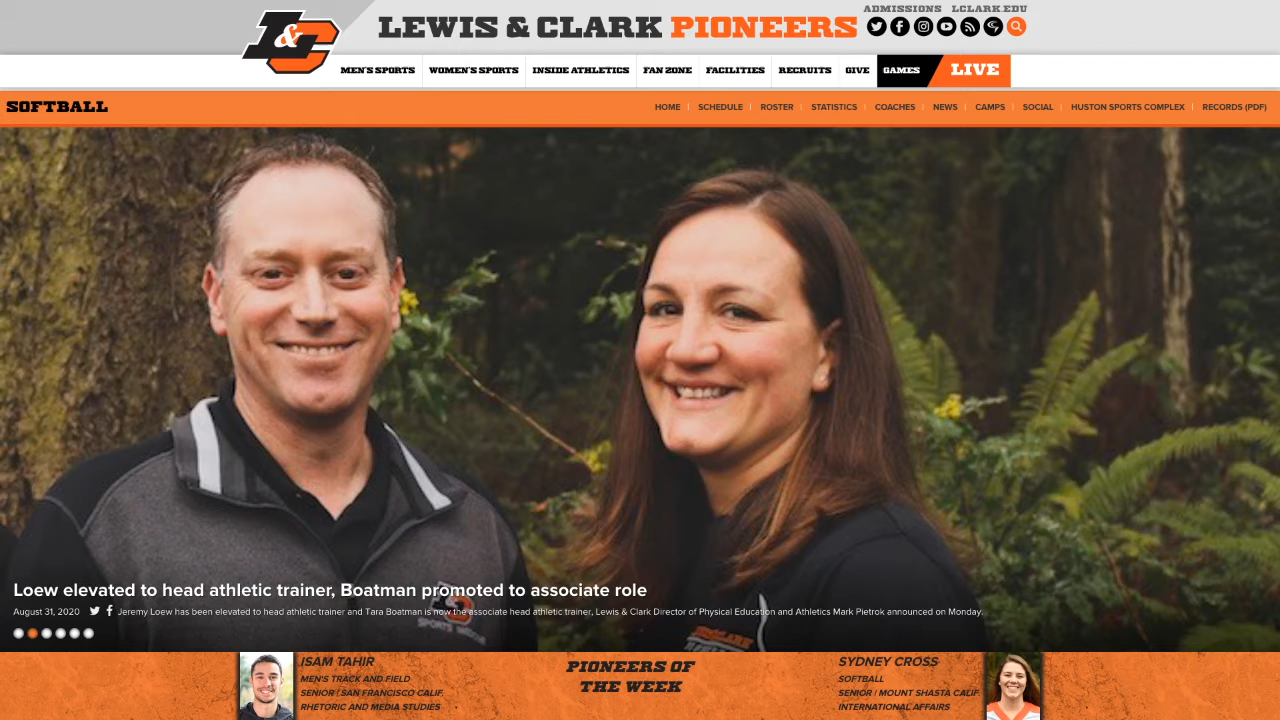 ADMISSIONS LCLARK.EDU
L&C
LEWIS & CLARK PIONEERS
MEN'S SPORTS WOMEN'S SPORTS INSIDE ATHLETICS FAN ZONE FACILITIES RECRUITS GIVE GAMES LIVE
SOFTBALL
HOME SCHEDULE ROSTER STATISTICS COACHES NEWS CAMPS SOCIAL HUSTON SPORTS COMPLEX RECORDS (PDF)
Loew elevated to head athletic trainer, Boatman promoted to associate role
August 31, 2020 Jeremy Loew has been elevated to head athletic trainer and Tara Boatman is now the associate head athletic trainer, Lewis & Clark Director of Physical Education and Athletics Mark Pietrok announced on Monday.
ISAM TAHIR
MEN'S TRACK AND FIELD
SENIOR / SAN FRANCISCO CALIF.
RHETORIC AND MEDIA STUDIES
PIONEERS OF
THE WEEK
SYDNEY CROSS
SOFTBALL
SENIOR / MOUNT SHASTA CALIF.
INTERNATIONAL AFFAIRS